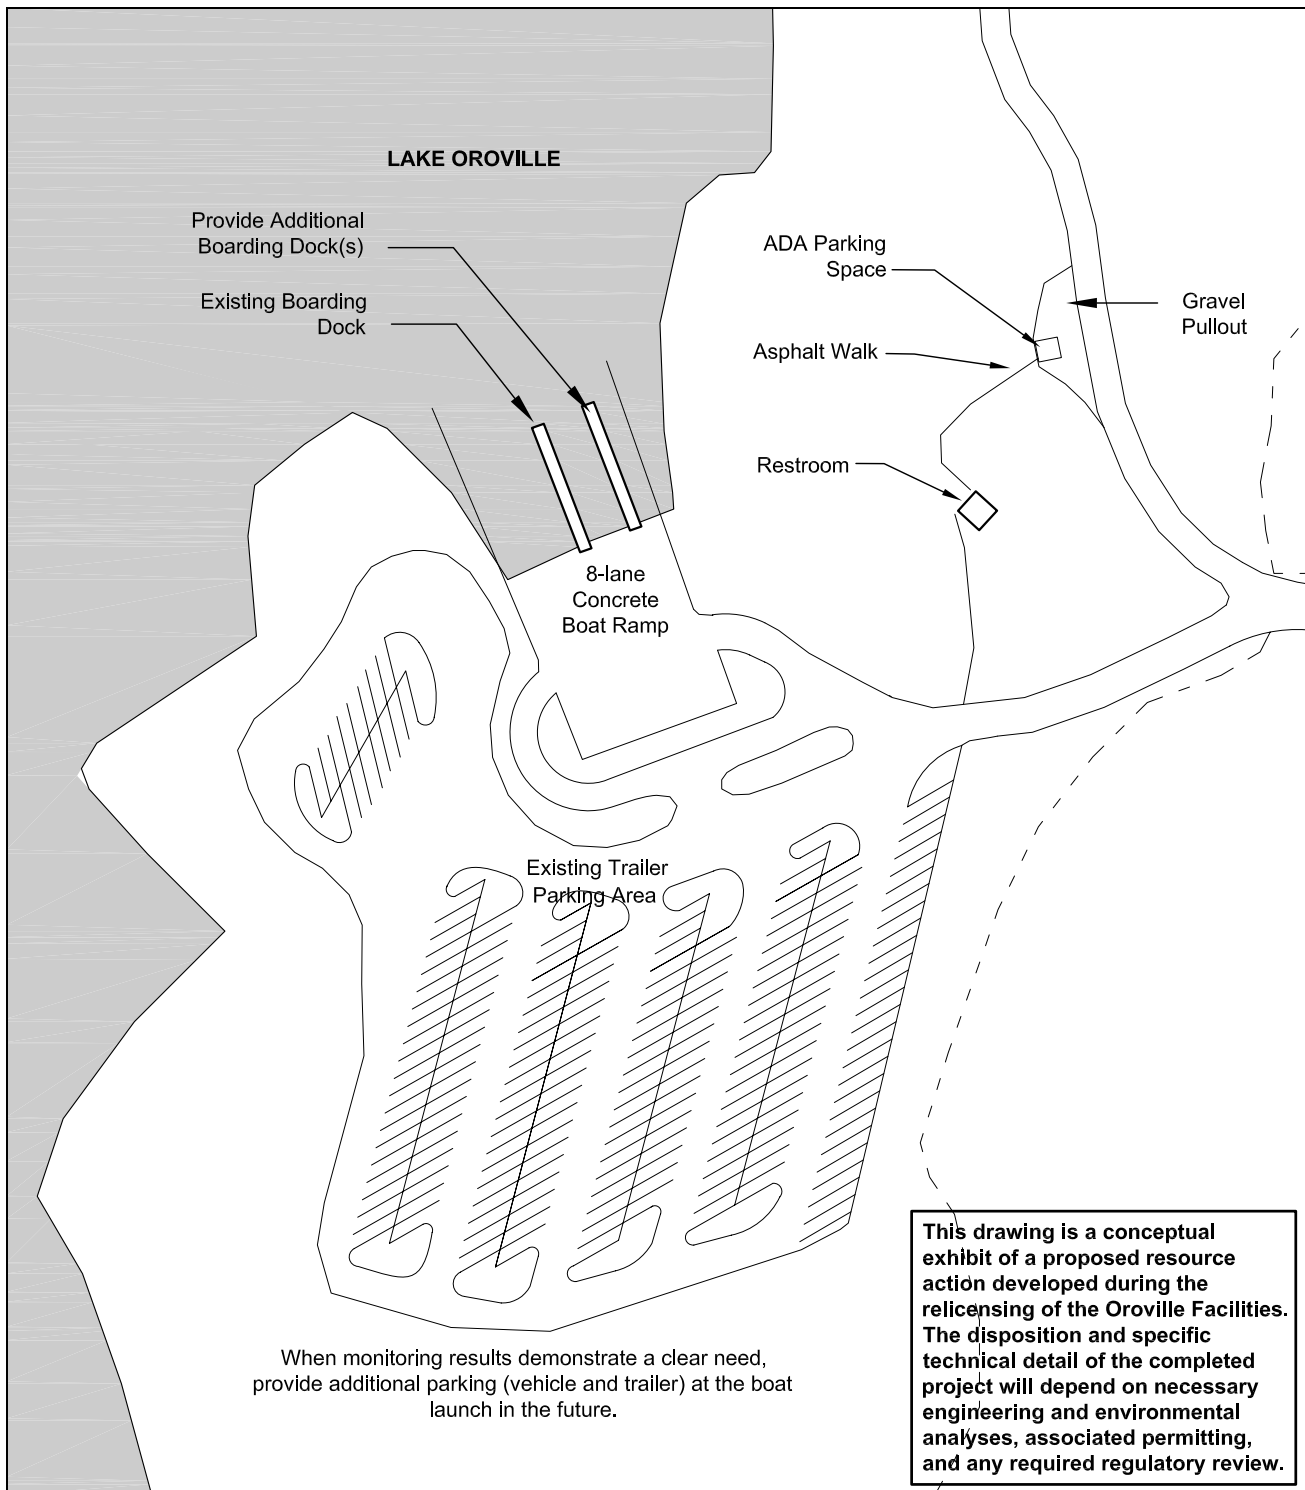 LAKE OROVILLE
Provide Additional
Boarding Dock(s)
Existing Boarding
Dock
ADA Parking
Space
Gravel
Pullout
Asphalt Walk
Restroom
8-lane
Concrete
Boat Ramp
Existing Trailer
Parking Area
When monitoring results demonstrate a clear need,
provide additional parking (vehicle and trailer) at the boat
launch in the future.
This drawing is a conceptual
exhibit of a proposed resource
action developed during the
relicensing of the Oroville Facilities.
The disposition and specific
technical detail of the completed
project will depend on necessary
engineering and environmental
analyses, associated permitting,
and any required regulatory review.